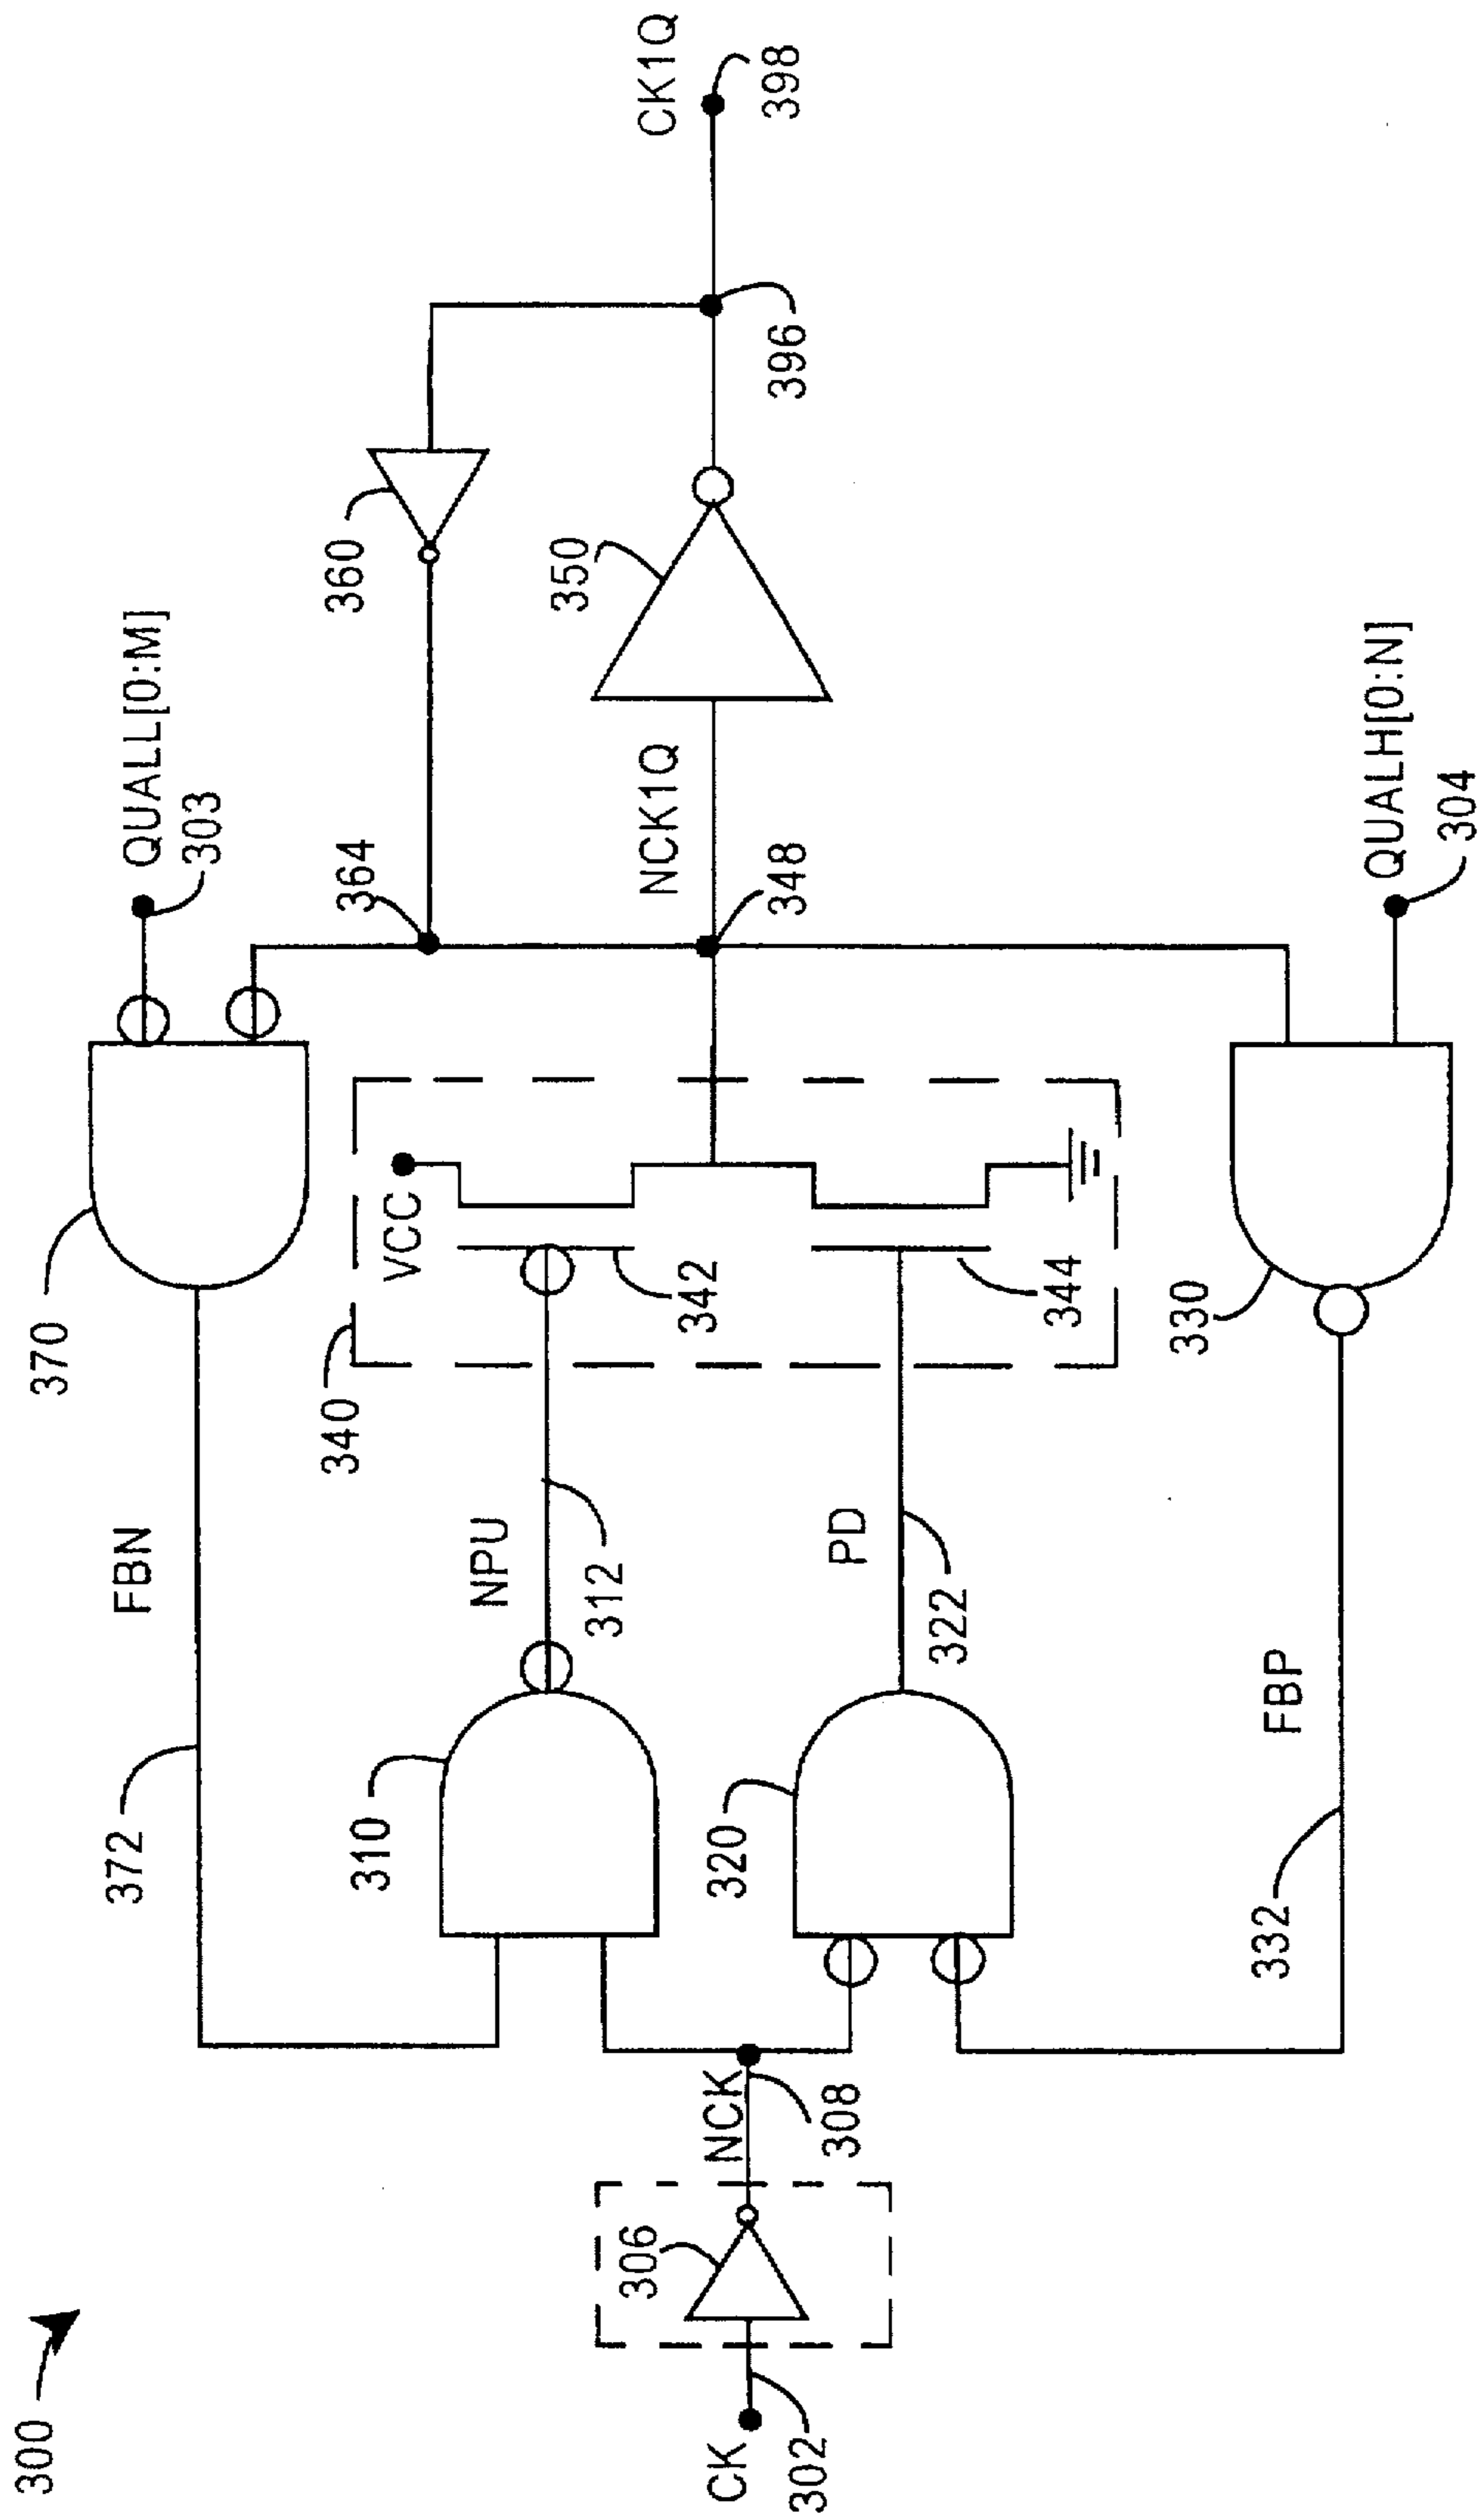 300
CK
302
306
NCK
308
372
FBN
310
NPU
312
320
PD
322
332
FBP
370
340
VCC
342
344
330
QUALL[0:M]
303
364
NCK1Q
348
QUALH[0:N]
304
360
350
396
CK1Q
398